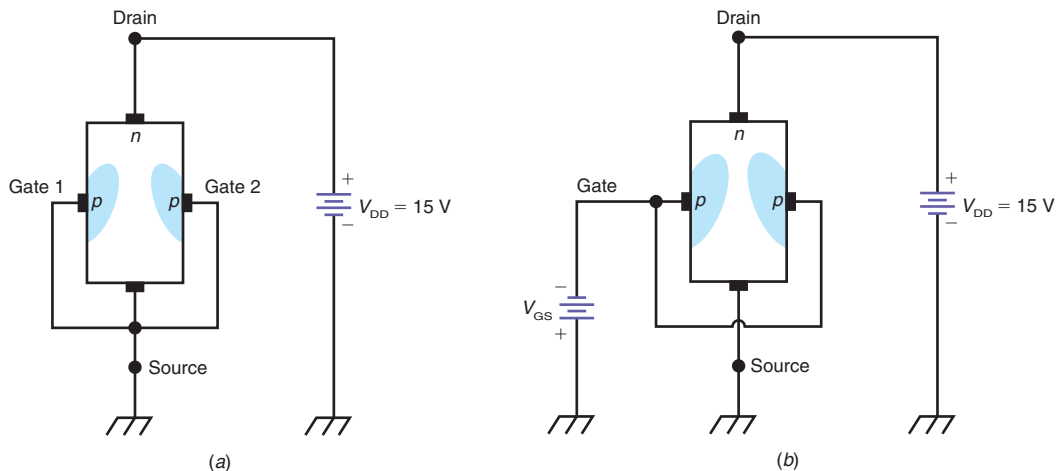 Drain
n
Gate 1
p
p
Gate 2
+
V_DD = 15 V
−
Source
(a)
Drain
n
Gate
p
p
+
V_DD = 15 V
−
−
V_GS
+
Source
(b)